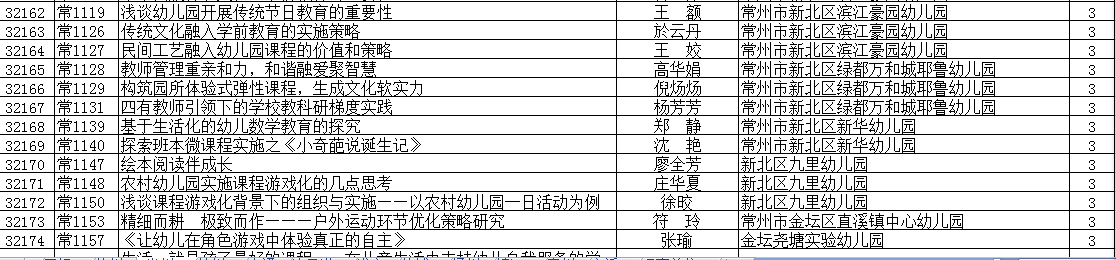 32162 常1119 浅谈幼儿园开展传统节日教育的重要性 王 颖 常州市新北区滨江豪园幼儿园 3
32163 常1126 传统文化融入学前教育的实施策略 於云丹 常州市新北区滨江豪园幼儿园 3
32164 常1127 民间工艺融入幼儿园课程的价值和策略 王 姣 常州市新北区滨江豪园幼儿园 3
32165 常1128 教师管理重亲和力，和谐融爱聚智慧 高华娟 常州市新北区绿都万和城耶鲁幼儿园 3
32166 常1129 构筑园所体验式弹性课程，生成文化软实力 倪炀炀 常州市新北区绿都万和城耶鲁幼儿园 3
32167 常1131 四有教师引领下的学校教科研梯度实践 杨芳芳 常州市新北区绿都万和城耶鲁幼儿园 3
32168 常1139 基于生活化的幼儿数学教育的探究 郑 静 常州市新北区新华幼儿园 3
32169 常1140 探索班本微课程实施之《小奇葩说诞生记》 沈 艳 常州市新北区新华幼儿园 3
32170 常1147 绘本阅读伴成长 廖全芳 新北区九里幼儿园 3
32171 常1148 农村幼儿园实施课程游戏化的几点思考 庄华夏 新北区九里幼儿园 3
32172 常1150 浅谈课程游戏化背景下的组织与实施——以农村幼儿园一日活动为例 徐晈 新北区九里幼儿园 3
32173 常1153 精细而耕 极致而作———户外运动环节优化策略研究 符 玲 常州市金坛区直溪镇中心幼儿园 3
32174 常1157 《让幼儿在角色游戏中体验真正的自主》 张瑜 金坛尧塘实验幼儿园 3